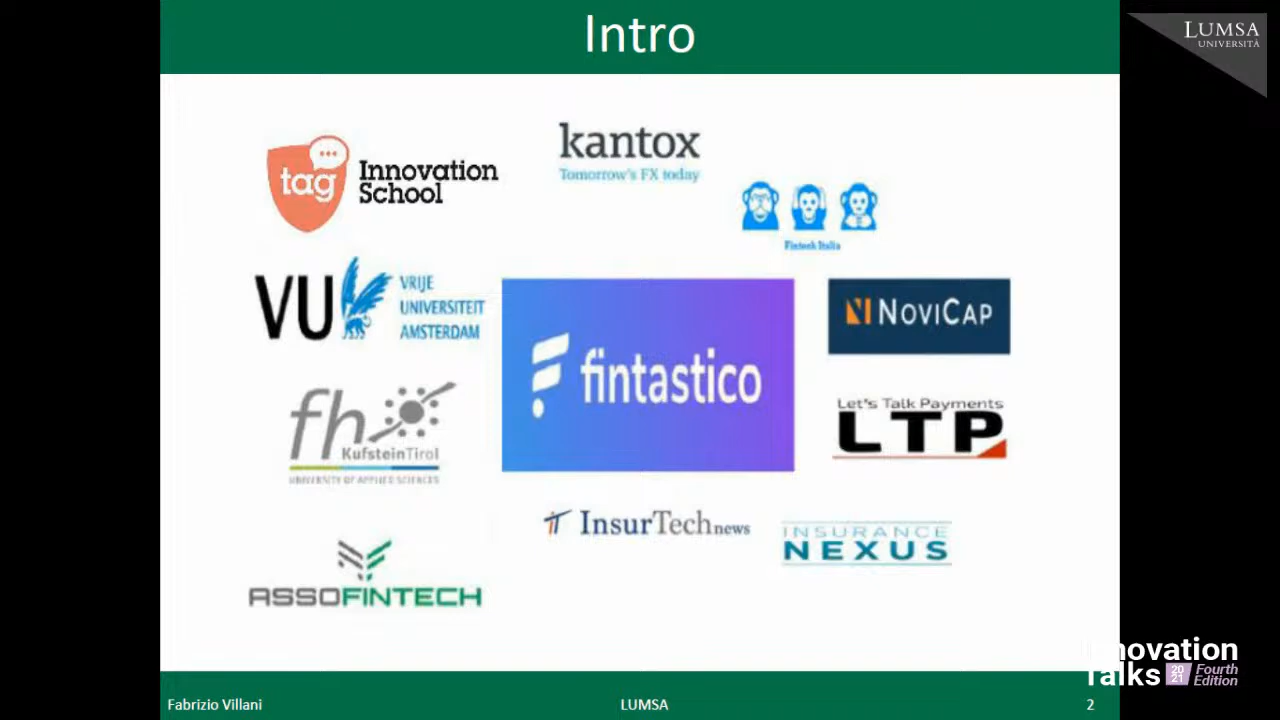 Intro
LUMSA
UNIVERSITÀ
kantox
Tomorrow's FX today
tag
Innovation
School
Fintech Italia
VU
VRIJE
UNIVERSITEIT
AMSTERDAM
fintastico
NOVICAP
fh
KufsteinTirol
UNIVERSITY OF APPLIED SCIENCES
Let's Talk Payments
LTP
InsurTechnews
INSURANCE
NEXUS
ASSOFINTECH
Innovation
Talks 2021 Fourth
Edition
Fabrizio Villani
LUMSA
2